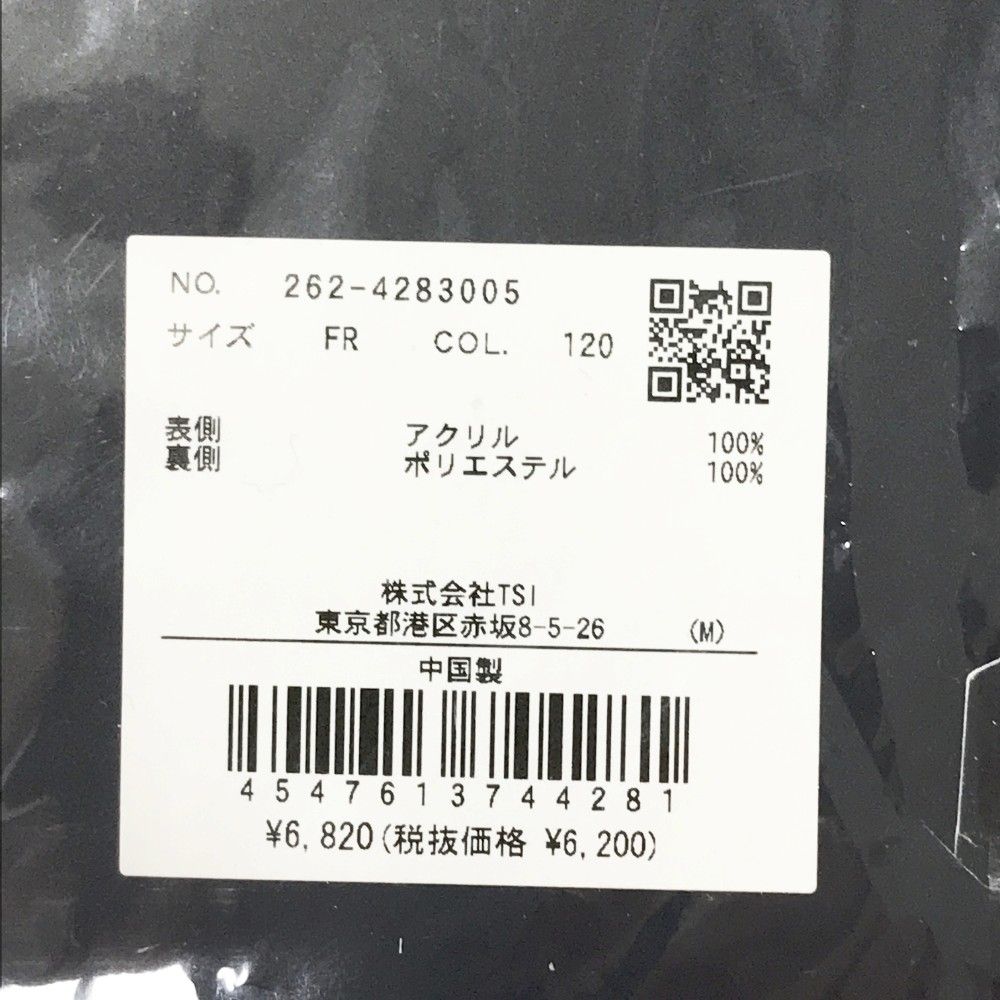 NO. 262-4283005
サイズ FR COL. 120
表側 アクリル 100%
裏側 ポリエステル 100%
株式会社TSI
東京都港区赤坂8-5-26 (M)
中国製
4547613744281
¥6,820(税抜価格 ¥6,200)